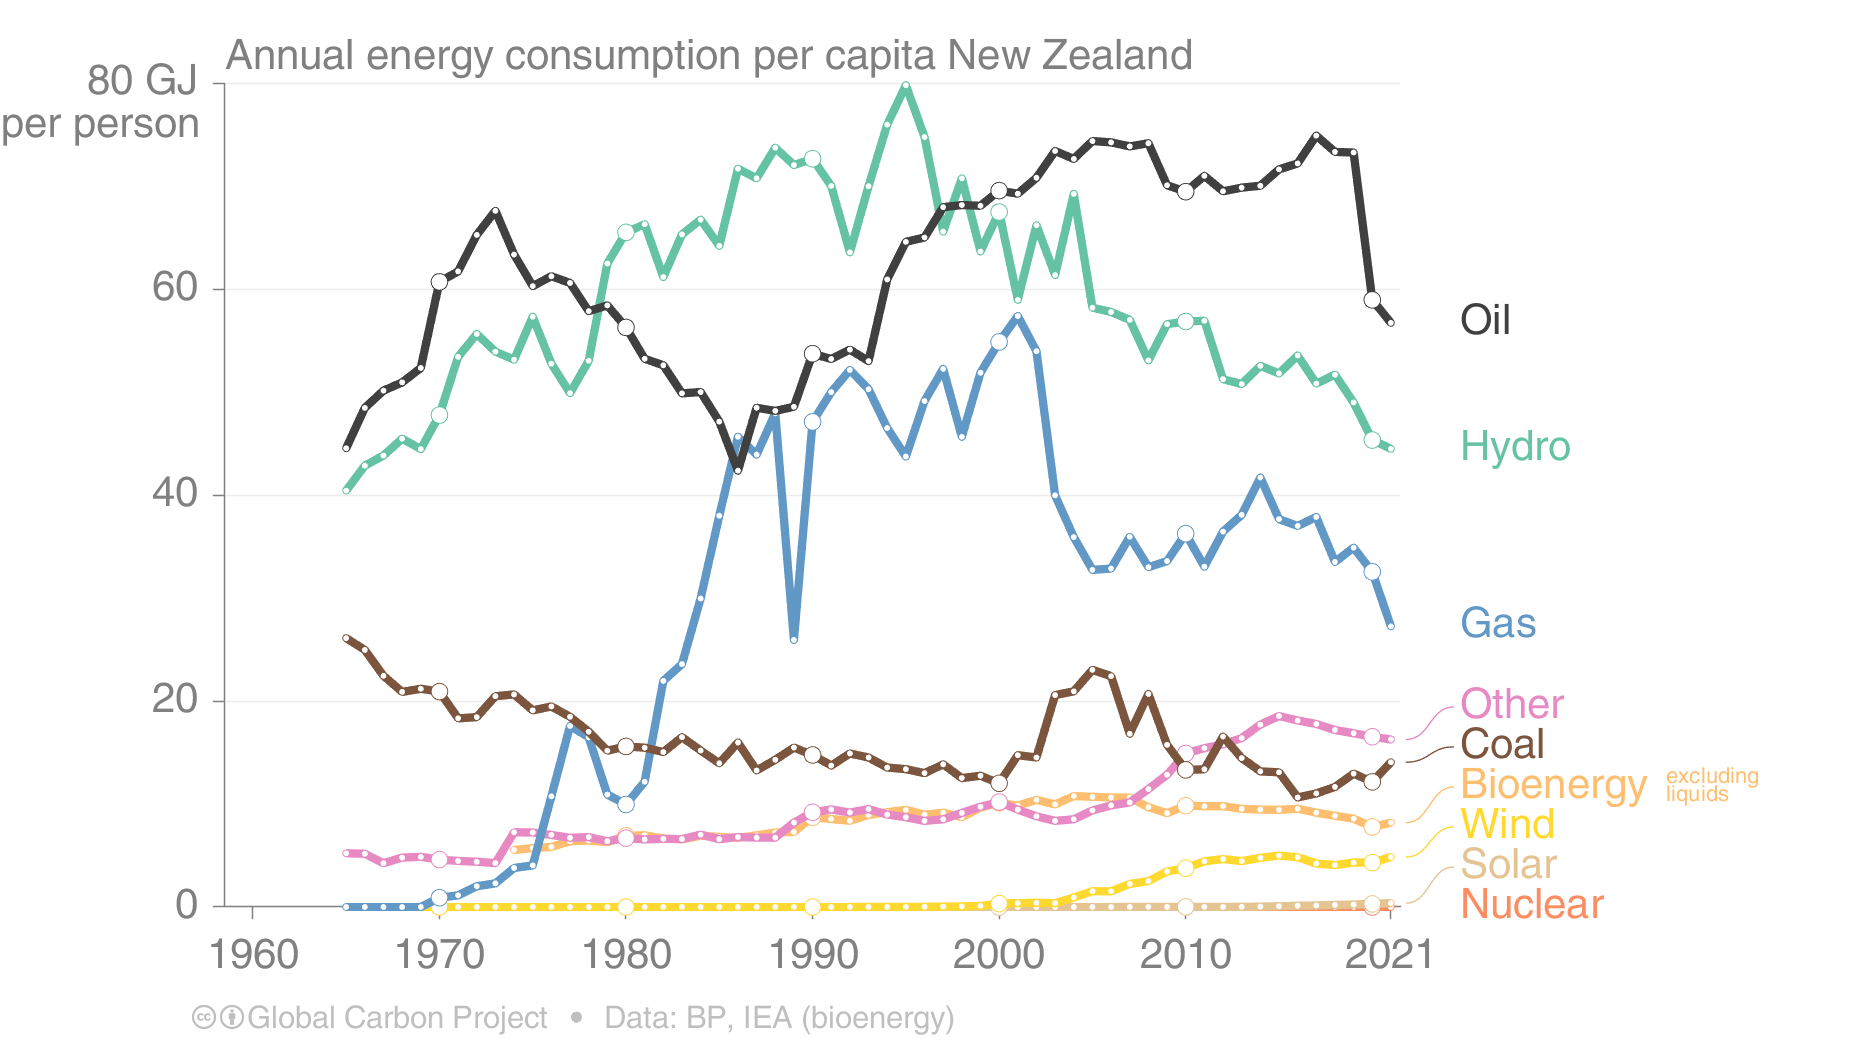 Annual energy consumption per capita New Zealand
80 GJ
per person
60
40
20
0
1960 1970 1980 1990 2000 2010 2021
Oil
Hydro
Gas
Other
Coal
Bioenergy excluding
liquids
Wind
Solar
Nuclear
cc Global Carbon Project • Data: BP, IEA (bioenergy)